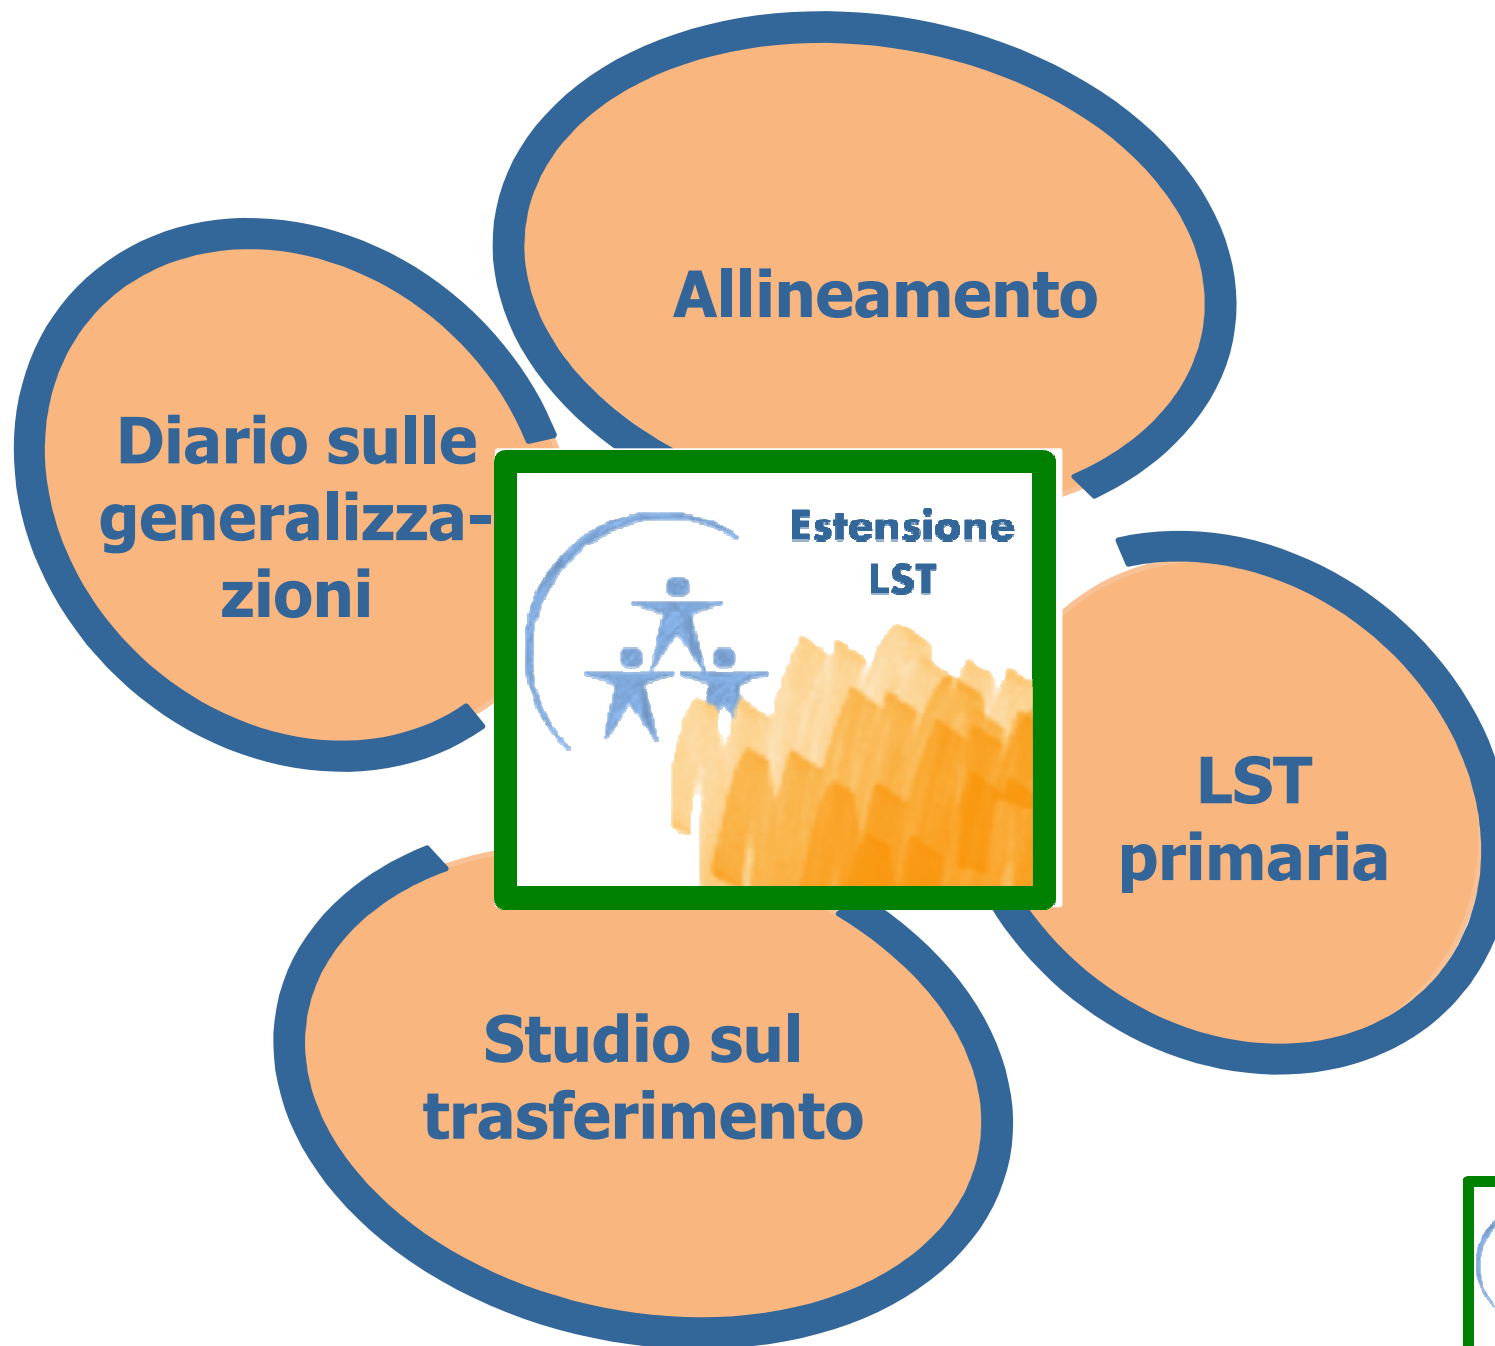 Allineamento
Diario sulle
generalizza-
zioni
Estensione
LST
LST
primaria
Studio sul
trasferimento